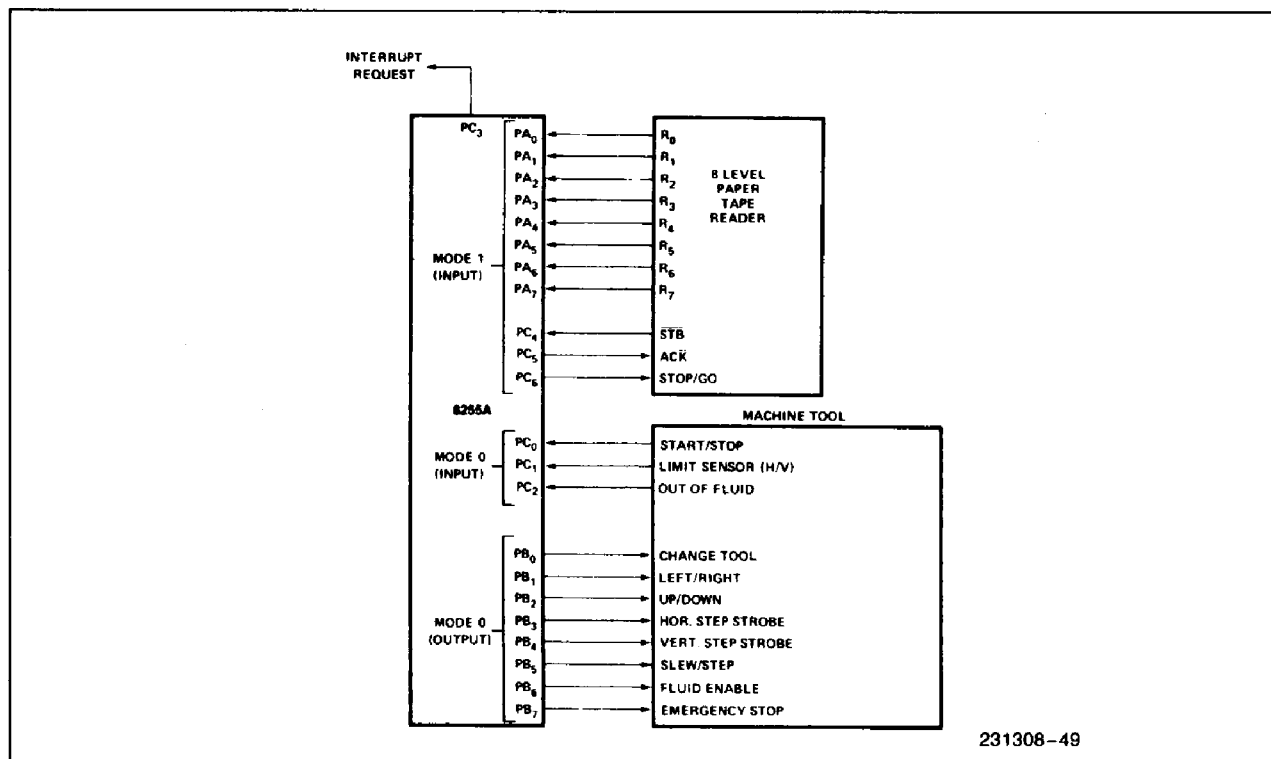 INTERRUPT
REQUEST
PC3
PA0
PA1
PA2
PA3
PA4
PA5
PA6
PA7
MODE 1
(INPUT)
PC4
PC5
PC6
R0
R1
R2
R3
R4
R5
R6
R7
8 LEVEL
PAPER
TAPE
READER
STB
ACK
STOP/GO
8255A
MACHINE TOOL
MODE 0
(INPUT)
PC0
PC1
PC2
START/STOP
LIMIT SENSOR (H/V)
OUT OF FLUID
MODE 0
(OUTPUT)
PB0
PB1
PB2
PB3
PB4
PB5
PB6
PB7
CHANGE TOOL
LEFT/RIGHT
UP/DOWN
HOR. STEP STROBE
VERT. STEP STROBE
SLEW/STEP
FLUID ENABLE
EMERGENCY STOP
231308-49